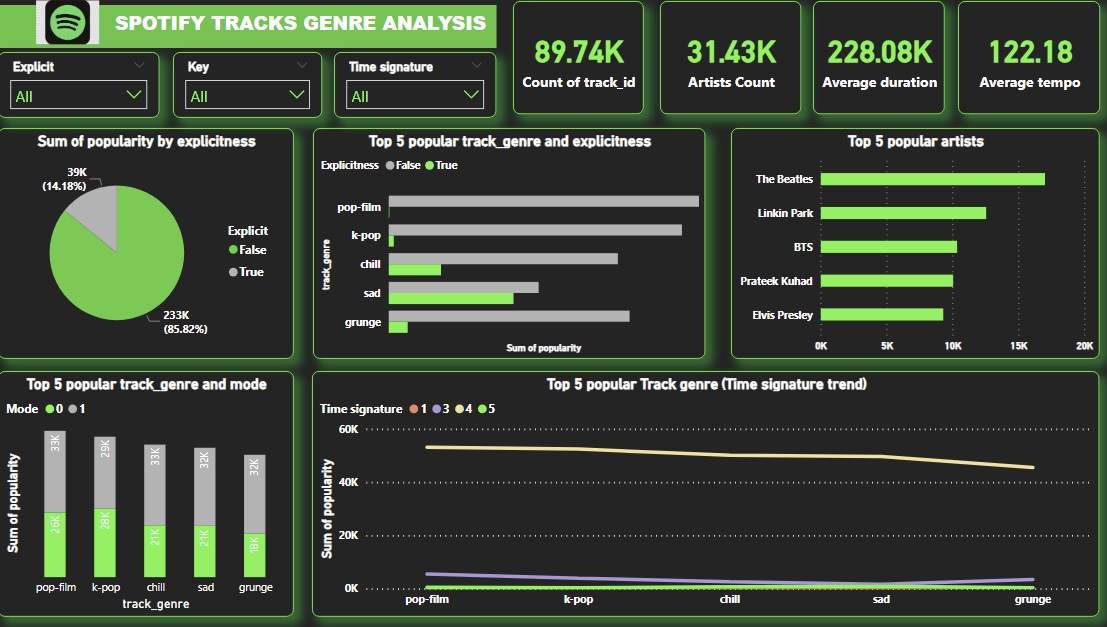 SPOTIFY TRACKS GENRE ANALYSIS
Explicit
All
Key
All
Time signature
All
89.74K
Count of track_id
31.43K
Artists Count
228.08K
Average duration
122.18
Average tempo
Sum of popularity by explicitness
39K
(14.18%)
233K
(85.82%)
Explicit
False
True
Top 5 popular track_genre and explicitness
Explicitness False True
track_genre
pop-film
k-pop
chill
sad
grunge
Sum of popularity
Top 5 popular artists
The Beatles
Linkin Park
BTS
Prateek Kuhad
Elvis Presley
0K 5K 10K 15K 20K
Top 5 popular track_genre and mode
Mode 0 1
Sum of popularity
33K 29K 33K 32K 32K
26K 28K 21K 21K 18K
pop-film k-pop chill sad grunge
track_genre
Top 5 popular Track genre (Time signature trend)
Time signature 1 3 4 5
Sum of popularity
60K
40K
20K
0K
pop-film k-pop chill sad grunge